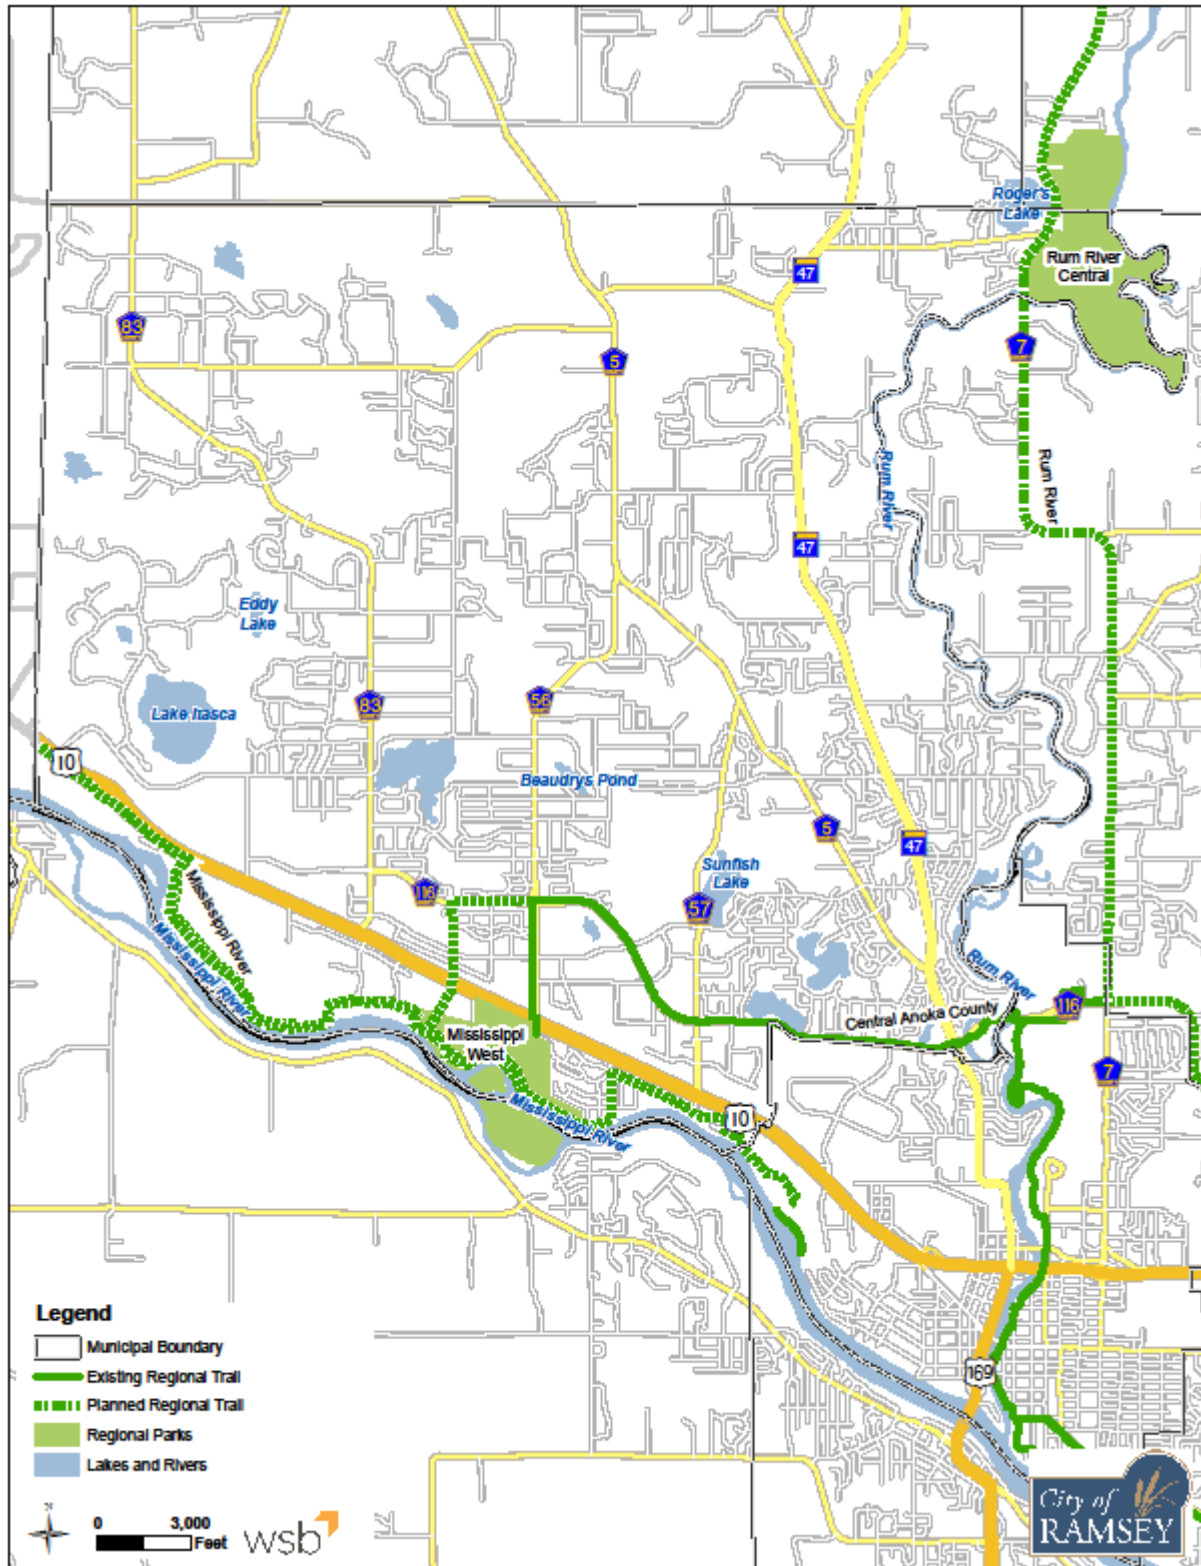 Roger's
Lake
Rum River
Central
47
83
5
7
Rum River
Rum River
47
Eddy
Lake
83
56
Lake Itasca
10
Beaudrys Pond
5
47
Sunfish
Lake
116
57
Mississippi River
Mississippi River
Rum River
116
Central Anoka County
Mississippi
West
7
Mississippi River
10
169
Legend
Municipal Boundary
Existing Regional Trail
Planned Regional Trail
Regional Parks
Lakes and Rivers
N
0 3,000
Feet
wsb
City of
RAMSEY